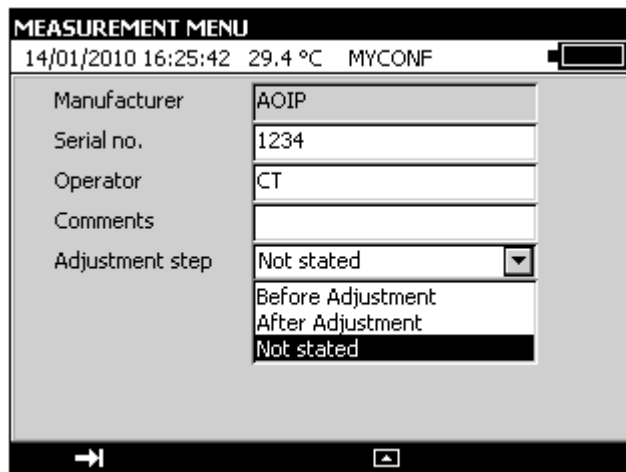 MEASUREMENT MENU
14/01/2010 16:25:42 29.4 °C MYCONF
Manufacturer AOIP
Serial no. 1234
Operator CT
Comments
Adjustment step Not stated
Before Adjustment
After Adjustment
Not stated